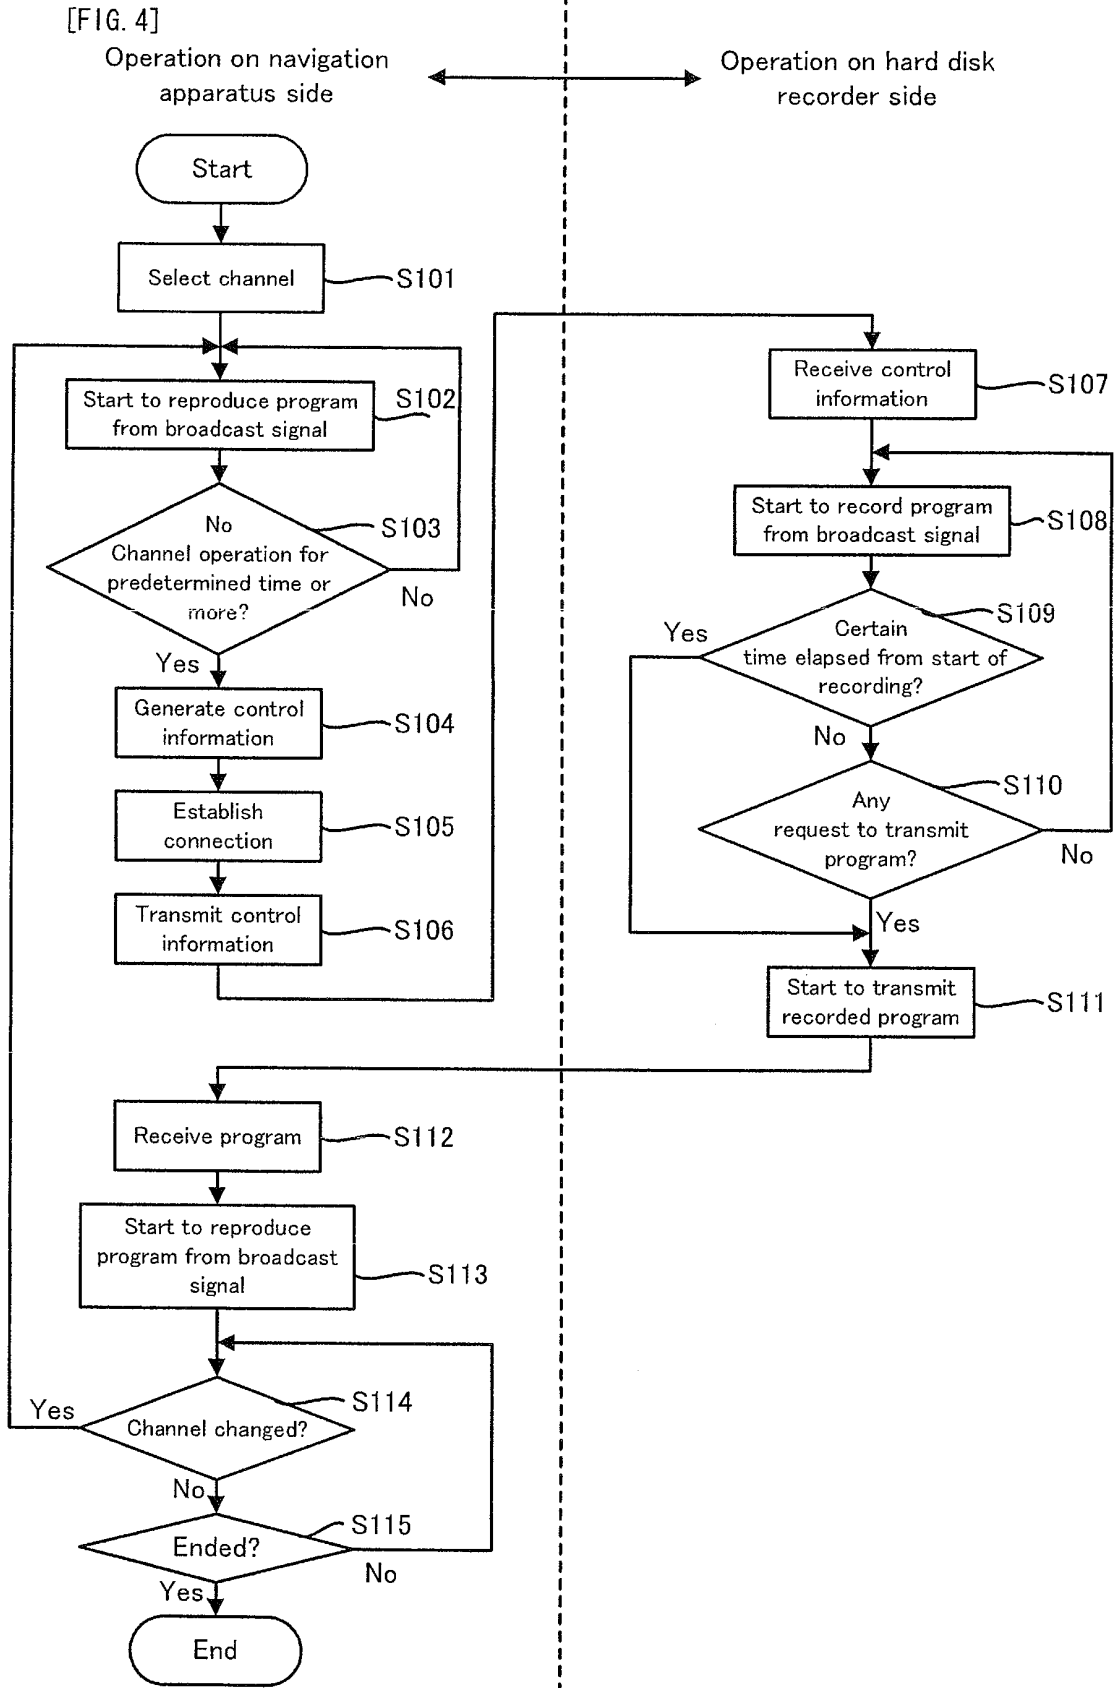 [FIG. 4]
Operation on navigation
apparatus side
Operation on hard disk
recorder side
Start
Select channel
S101
Start to reproduce program
from broadcast signal
S102
No
Channel operation for
predetermined time or
more?
S103
No
Yes
Generate control
information
S104
Establish
connection
S105
Transmit control
information
S106
Receive control
information
S107
Start to record program
from broadcast signal
S108
Certain
time elapsed from start of
recording?
S109
Yes
No
Any
request to transmit
program?
S110
No
Yes
Start to transmit
recorded program
S111
Receive program
S112
Start to reproduce
program from broadcast
signal
S113
Channel changed?
S114
Yes
No
Ended?
S115
No
Yes
End